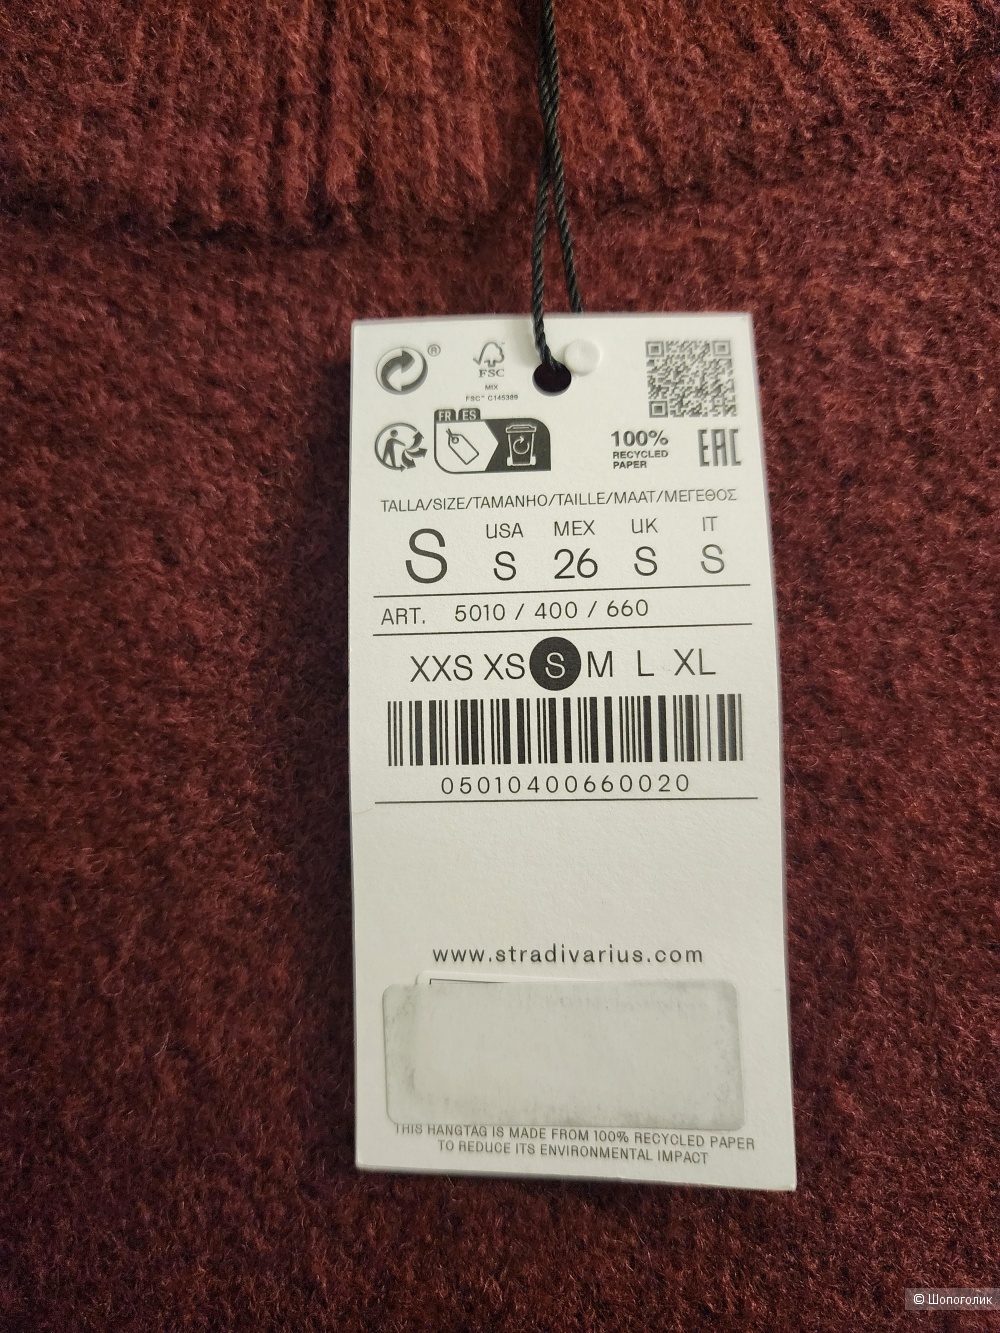 ®
FSC
MIX
FSC™ C145389
FR ES
100%
RECYCLED
PAPER
EAC
TALLA/SIZE/TAMANHO/TAILLE/MAAT/ΜΕΓΕΘΟΣ
S
USA MEX UK IT
S 26 S S
ART. 5010 / 400 / 660
XXS XS S M L XL
05010400660020
www.stradivarius.com
THIS HANGTAG IS MADE FROM 100% RECYCLED PAPER
TO REDUCE ITS ENVIRONMENTAL IMPACT
© Шопоголик